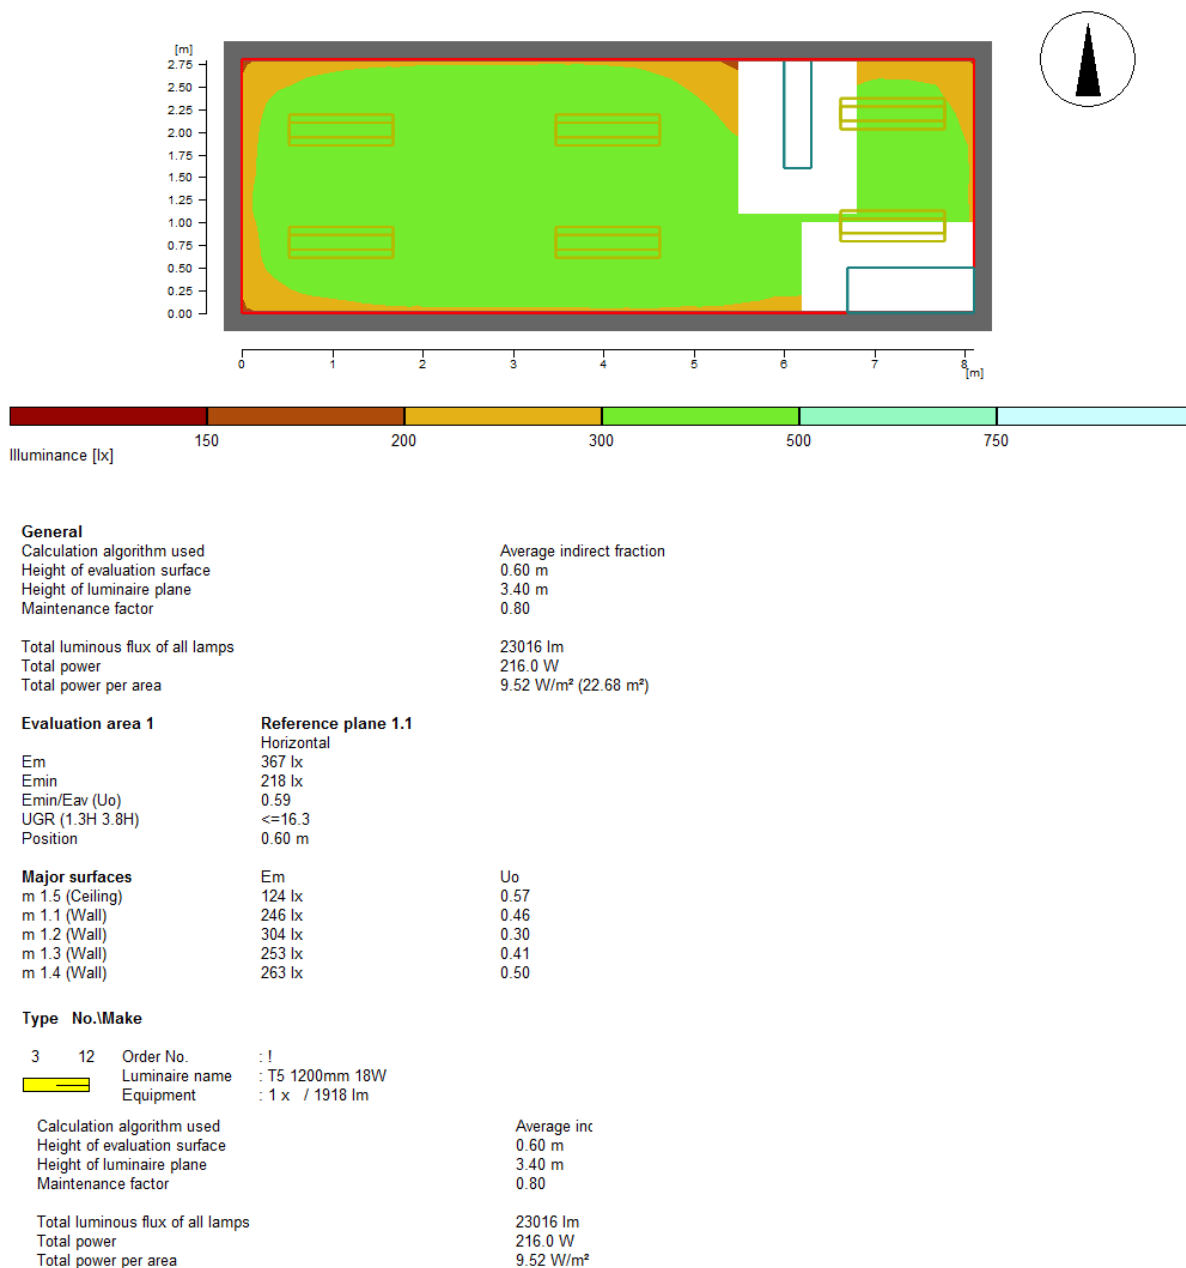 [m]
2.75
2.50
2.25
2.00
1.75
1.50
1.25
1.00
0.75
0.50
0.25
0.00
0 1 2 3 4 5 6 7 8
[m]
150 200 300 500 750
Illuminance [lx]
General
Calculation algorithm used Average indirect fraction
Height of evaluation surface 0.60 m
Height of luminaire plane 3.40 m
Maintenance factor 0.80
Total luminous flux of all lamps 23016 lm
Total power 216.0 W
Total power per area 9.52 W/m² (22.68 m²)
Evaluation area 1 Reference plane 1.1
Horizontal
Em 367 lx
Emin 218 lx
Emin/Eav (Uo) 0.59
UGR (1.3H 3.8H) <=16.3
Position 0.60 m
Major surfaces Em Uo
m 1.5 (Ceiling) 124 lx 0.57
m 1.1 (Wall) 246 lx 0.46
m 1.2 (Wall) 304 lx 0.30
m 1.3 (Wall) 253 lx 0.41
m 1.4 (Wall) 263 lx 0.50
Type No.\Make
3 12 Order No. : !
Luminaire name : T5 1200mm 18W
Equipment : 1 x / 1918 lm
Calculation algorithm used Average inc
Height of evaluation surface 0.60 m
Height of luminaire plane 3.40 m
Maintenance factor 0.80
Total luminous flux of all lamps 23016 lm
Total power 216.0 W
Total power per area 9.52 W/m²